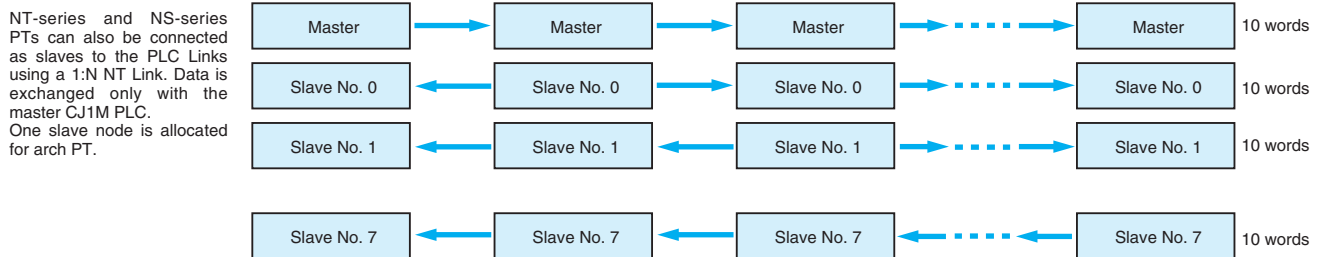 NT-series and NS-series
PTs can also be connected
as slaves to the PLC Links
using a 1:N NT Link. Data is
exchanged only with the
master CJ1M PLC.
One slave node is allocated
for arch PT.
Master Master Master Master 10 words
Slave No. 0 Slave No. 0 Slave No. 0 Slave No. 0 10 words
Slave No. 1 Slave No. 1 Slave No. 1 Slave No. 1 10 words
Slave No. 7 Slave No. 7 Slave No. 7 Slave No. 7 10 words